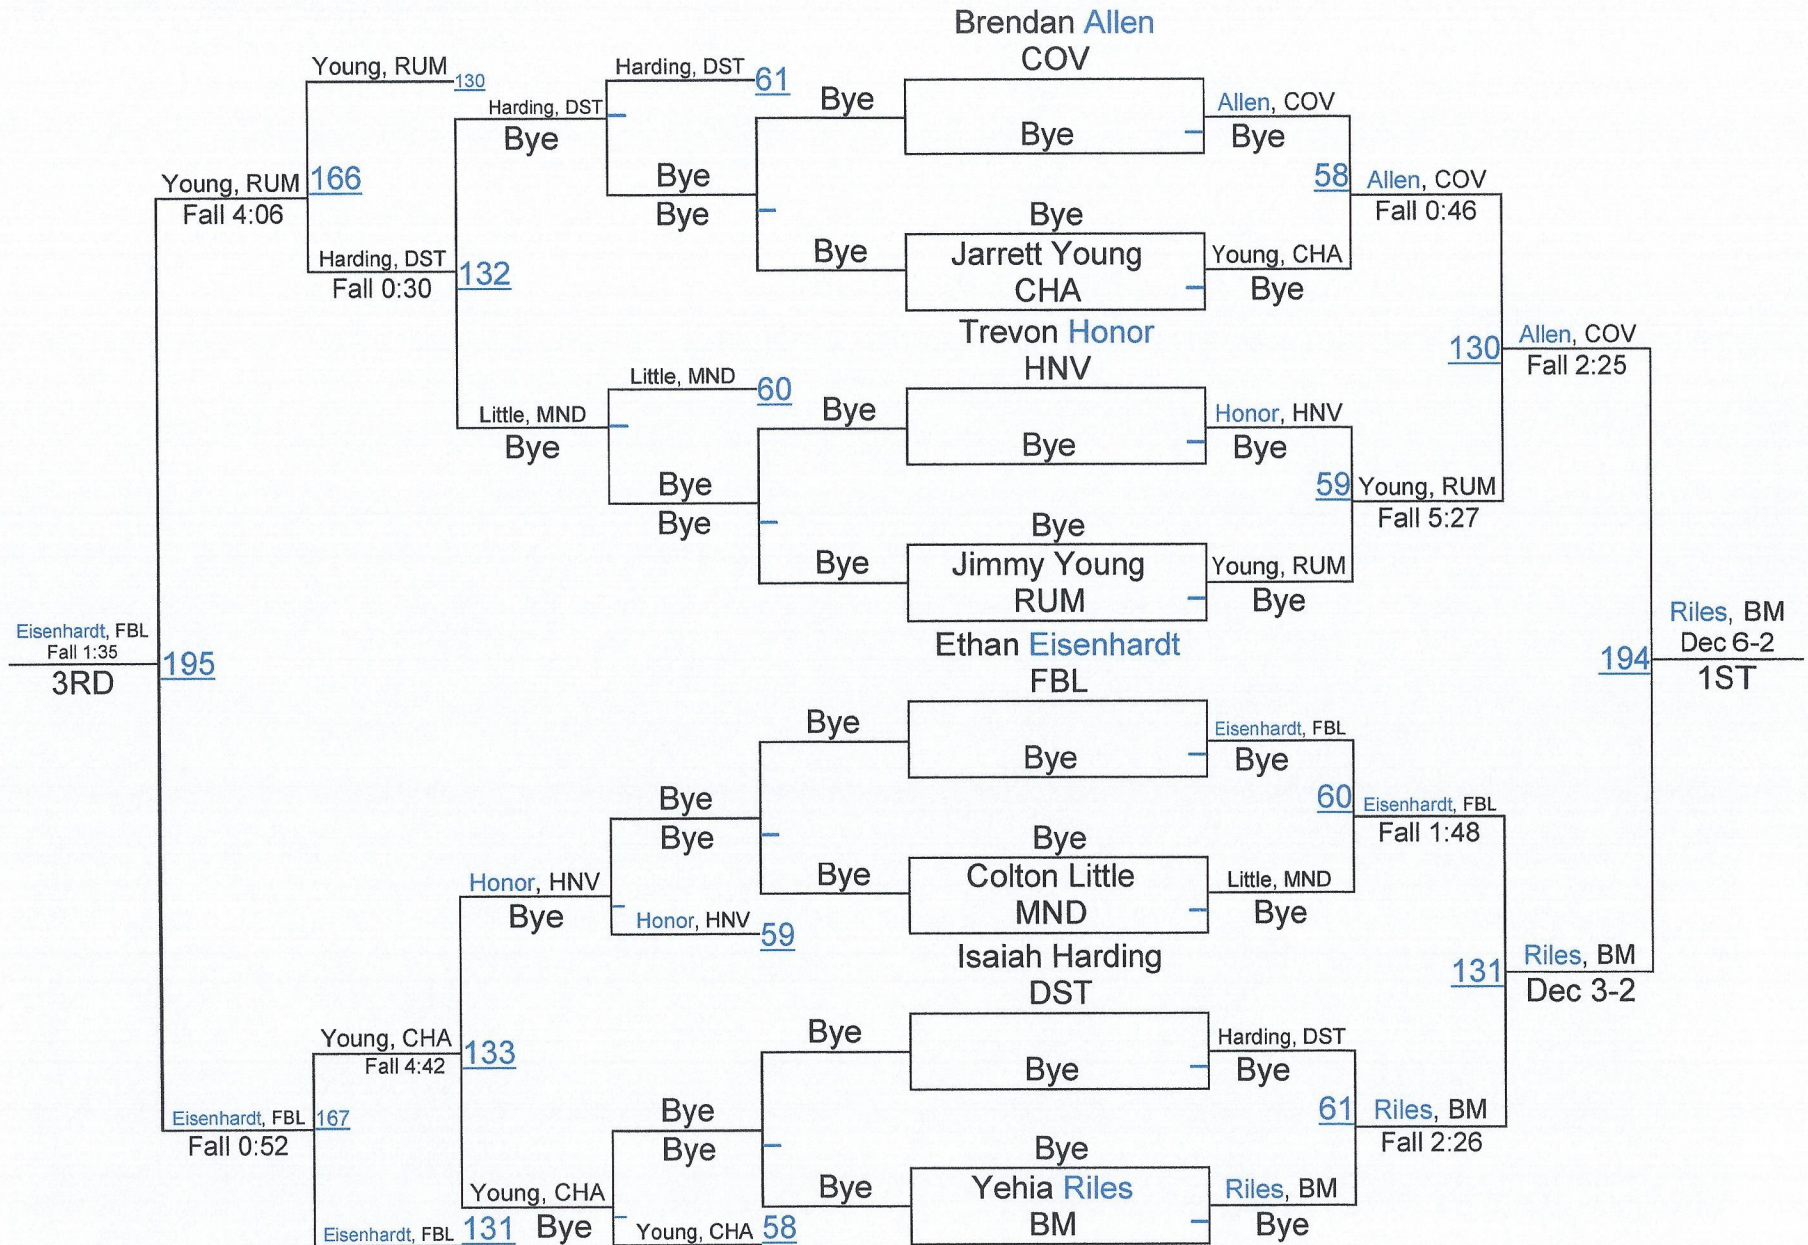 Brendan Allen
COV
Young, RUM
130
Harding, DST
61
Harding, DST
Bye
Bye
Bye
Allen, COV
Bye
Young, RUM
166
Fall 4:06
Bye
Bye
58
Allen, COV
Fall 0:46
Harding, DST
Fall 0:30
132
Bye
Bye
Jarrett Young
CHA
Young, CHA
Bye
Trevon Honor
HNV
130
Allen, COV
Fall 2:25
Little, MND
60
Little, MND
Bye
Bye
Bye
Honor, HNV
Bye
Bye
Bye
59
Young, RUM
Fall 5:27
Bye
Bye
Jimmy Young
RUM
Young, RUM
Bye
Eisenhardt, FBL
Fall 1:35
3RD
195
Ethan Eisenhardt
FBL
194
Riles, BM
Dec 6-2
1ST
Bye
Bye
Eisenhardt, FBL
Bye
Bye
Bye
60
Eisenhardt, FBL
Fall 1:48
Honor, HNV
Bye
Bye
Bye
Colton Little
MND
Little, MND
Bye
Honor, HNV
59
Isaiah Harding
DST
131
Riles, BM
Dec 3-2
Young, CHA
Fall 4:42
133
Bye
Bye
Harding, DST
Bye
Eisenhardt, FBL
167
Fall 0:52
Bye
Bye
61
Riles, BM
Fall 2:26
Young, CHA
Bye
Bye
Bye
Yehia Riles
BM
Riles, BM
Bye
Eisenhardt, FBL
131
Young, CHA
58